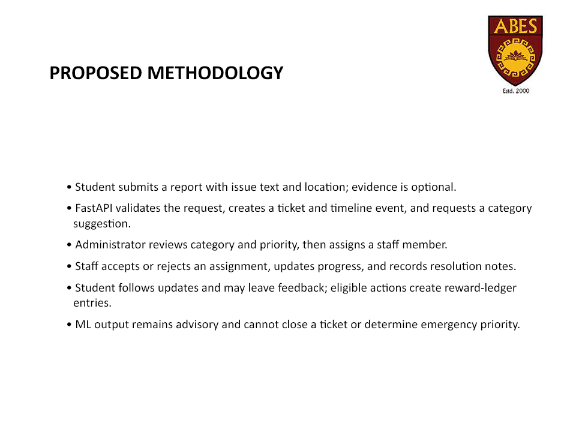 ABES
Estd. 2000
PROPOSED METHODOLOGY
• Student submits a report with issue text and location; evidence is optional.
• FastAPI validates the request, creates a ticket and timeline event, and requests a category
suggestion.
• Administrator reviews category and priority, then assigns a staff member.
• Staff accepts or rejects an assignment, updates progress, and records resolution notes.
• Student follows updates and may leave feedback; eligible actions create reward-ledger
entries.
• ML output remains advisory and cannot close a ticket or determine emergency priority.